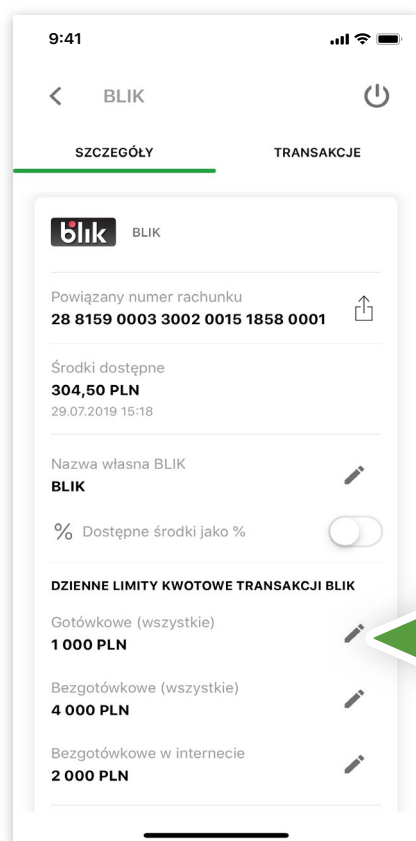 9:41
BLIK
SZCZEGÓŁY TRANSAKCJE
blik BLIK
Powiązany numer rachunku
28 8159 0003 3002 0015 1858 0001
Środki dostępne
304,50 PLN
29.07.2019 15:18
Nazwa własna BLIK
BLIK
% Dostępne środki jako %
DZIENNE LIMITY KWOTOWE TRANSAKCJI BLIK
Gotówkowe (wszystkie)
1 000 PLN
Bezgotówkowe (wszystkie)
4 000 PLN
Bezgotówkowe w internecie
2 000 PLN